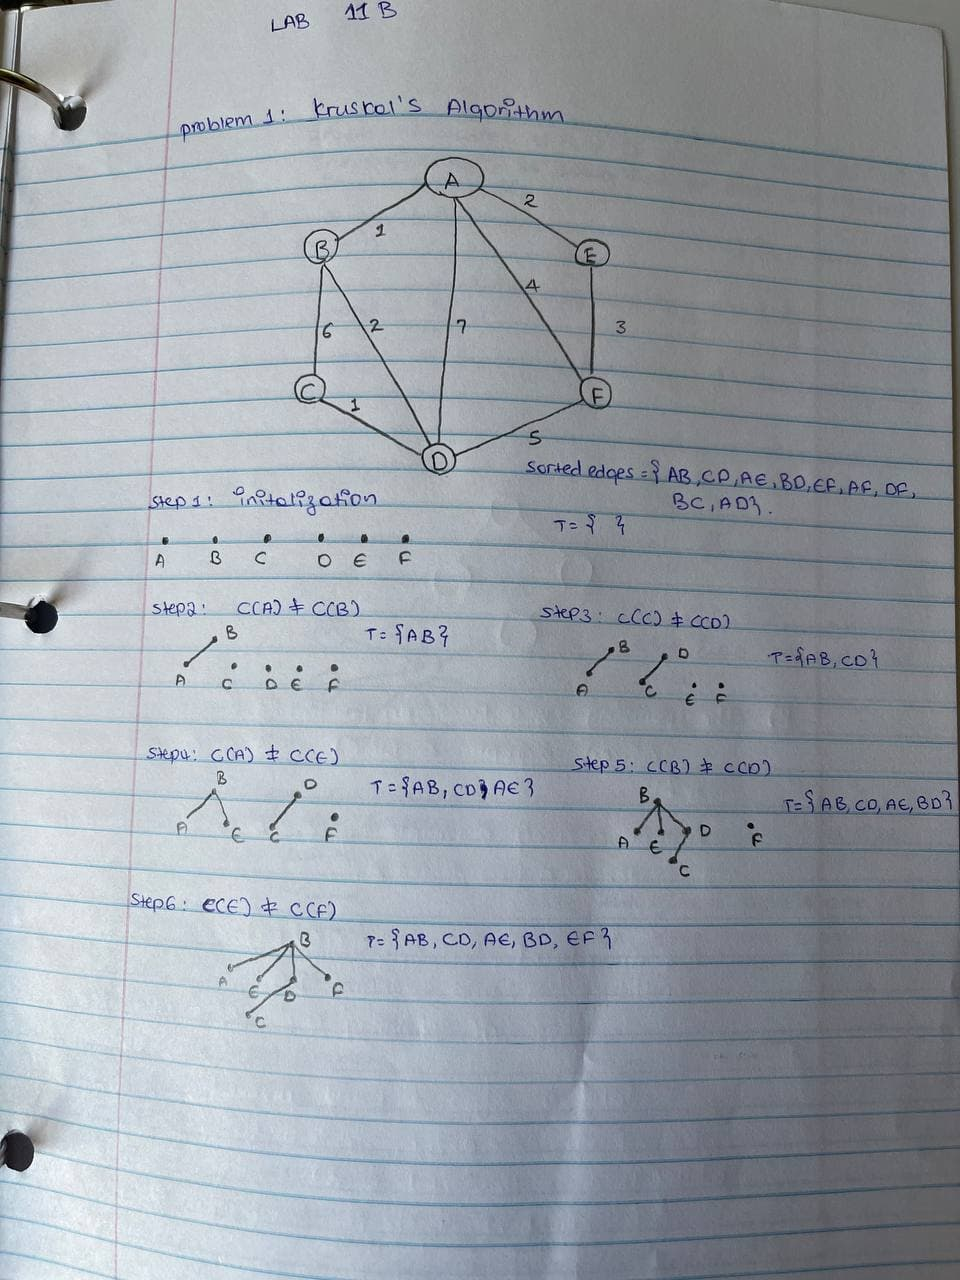 LAB 11 B
problem 1: Kruskal's Algorithm
A
2
1
B
E
4
6
2
7
3
C
F
1
5
D
sorted edges = { AB, CD, AE, BD, EF, AF, DF,
BC, AD}.
Step 1: initalization
T = { }
A B C D E F
Step2: C(A) ≠ C(B)
T = {AB}
B
A C D E F
Step3: C(C) ≠ C(D)
T={AB, CD}
B D
A C E F
Step4: C(A) ≠ C(E)
T = {AB, CD, AE}
B D
A E C F
Step 5: C(B) ≠ C(D)
T={AB, CD, AE, BD}
B
A E D F
C
Step6: C(E) ≠ C(F)
T= {AB, CD, AE, BD, EF}
B
A E D F
C